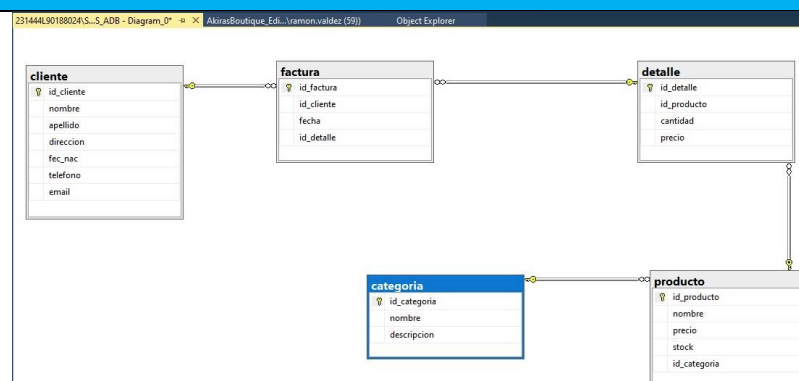 231444L90188024\S...S_ADB - Diagram_0*
AkirasBoutique_Edi...\ramon.valdez (59))
Object Explorer
cliente
id_cliente
nombre
apellido
direccion
fec_nac
telefono
email
factura
id_factura
id_cliente
fecha
id_detalle
detalle
id_detalle
id_producto
cantidad
precio
categoria
id_categoria
nombre
descripcion
producto
id_producto
nombre
precio
stock
id_categoria